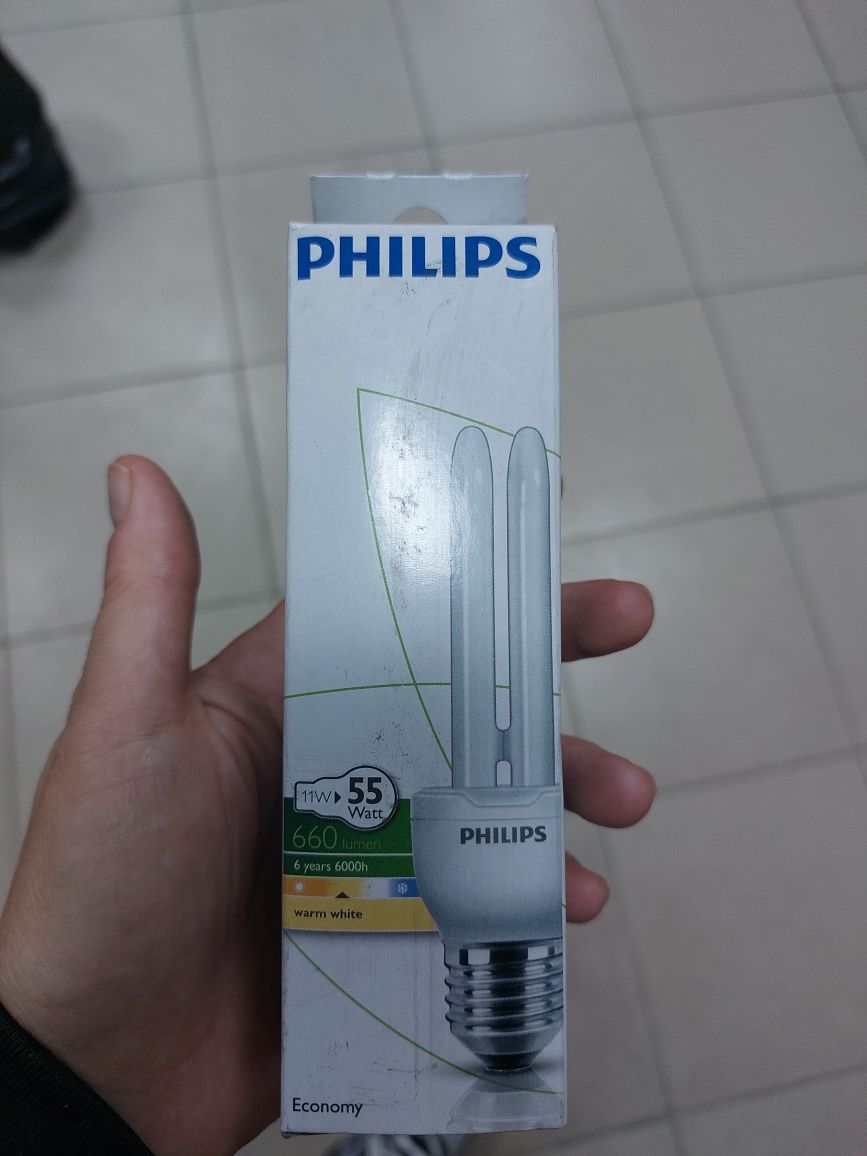 PHILIPS
11W 55
Watt
660 lumen
PHILIPS
6 years 6000h
warm white
Economy